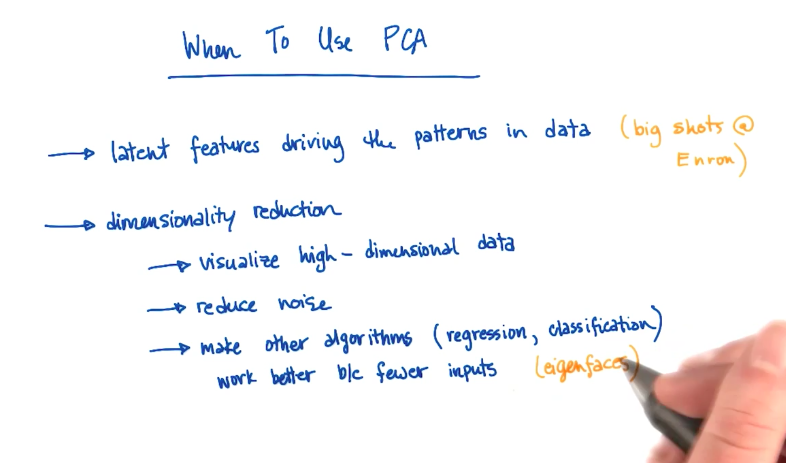 When To Use PCA
→ latent features driving the patterns in data (big shots @
Enron)
→ dimensionality reduction
→ visualize high-dimensional data
→ reduce noise
→ make other algorithms (regression, classification)
work better b/c fewer inputs (eigenfaces)